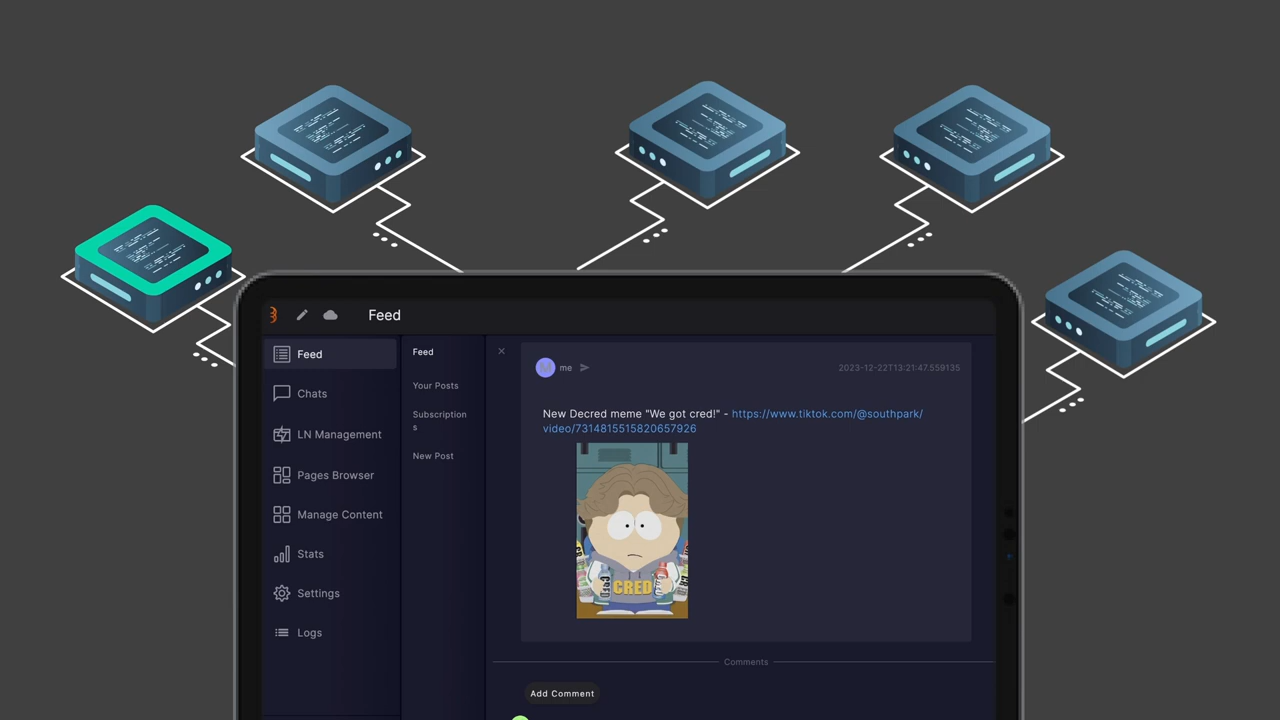 Feed
Feed
Chats
LN Management
Pages Browser
Manage Content
Stats
Settings
Logs
Feed
Your Posts
Subscription
s
New Post
me
2023-12-22T13:21:47.559135
New Decred meme "We got cred!" - https://www.tiktok.com/@southpark/
video/7314815515820657926
CRED
Comments
Add Comment